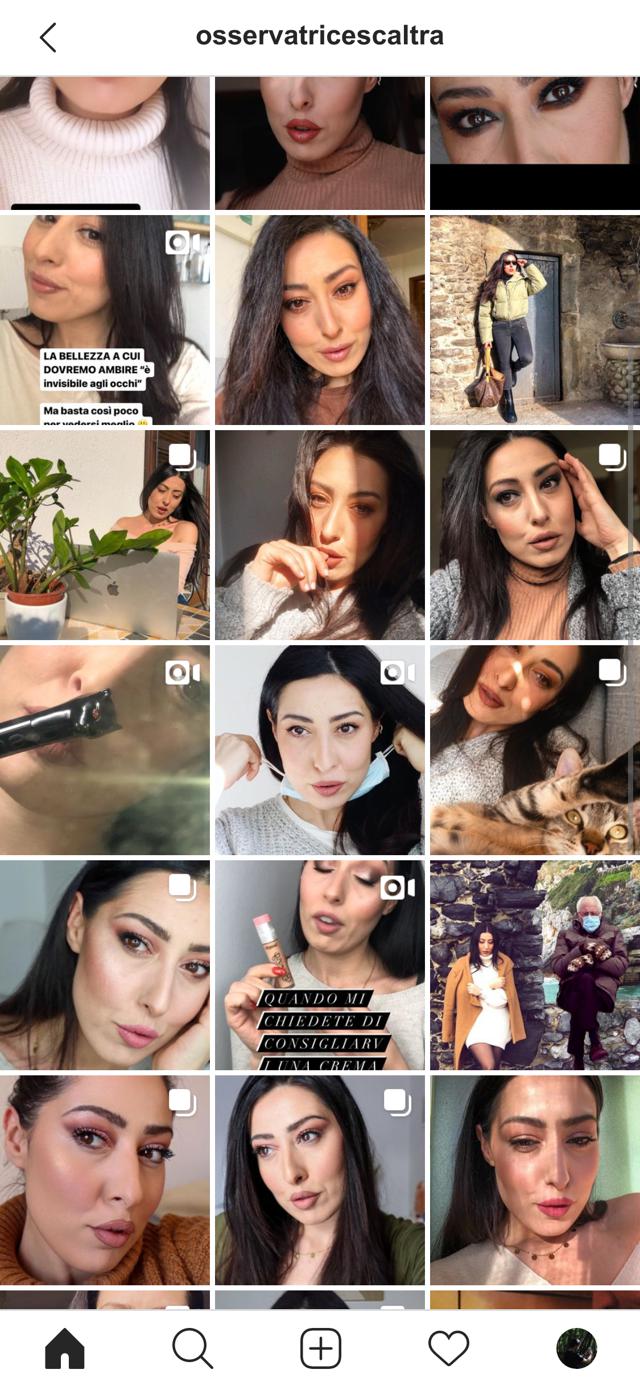 osservatricescaltra
LA BELLEZZA A CUI
DOVREMO AMBIRE "è
invisibile agli occhi"
Ma basta così poco
per vedersi meglio
QUANDO MI
CHIEDETE DI
CONSIGLIARV
I UNA CREMA